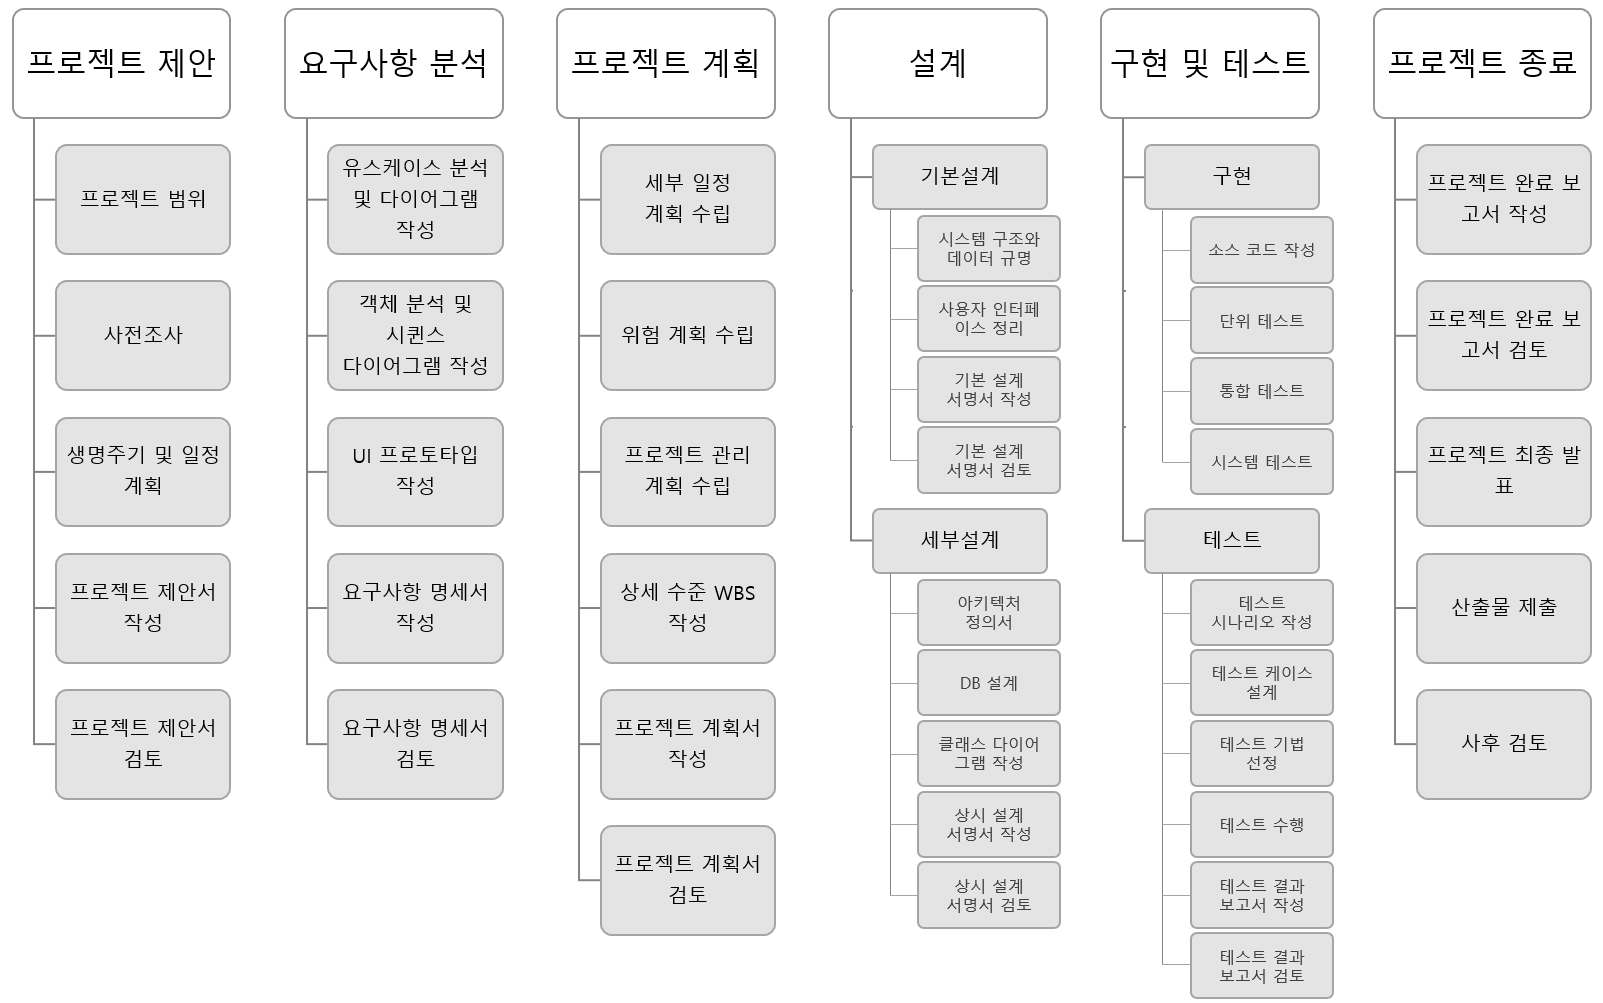 프로젝트 제안
프로젝트 범위
사전조사
생명주기 및 일정
계획
프로젝트 제안서
작성
프로젝트 제안서
검토
요구사항 분석
유스케이스 분석
및 다이어그램
작성
객체 분석 및
시퀀스
다이어그램 작성
UI 프로토타입
작성
요구사항 명세서
작성
요구사항 명세서
검토
프로젝트 계획
세부 일정
계획 수립
위험 계획 수립
프로젝트 관리
계획 수립
상세 수준 WBS
작성
프로젝트 계획서
작성
프로젝트 계획서
검토
설계
기본설계
시스템 구조와
데이터 규명
사용자 인터페
이스 정리
기본 설계
서명서 작성
기본 설계
서명서 검토
세부설계
아키텍처
정의서
DB 설계
클래스 다이어
그램 작성
상시 설계
서명서 작성
상시 설계
서명서 검토
구현 및 테스트
구현
소스 코드 작성
단위 테스트
통합 테스트
시스템 테스트
테스트
테스트
시나리오 작성
테스트 케이스
설계
테스트 기법
선정
테스트 수행
테스트 결과
보고서 작성
테스트 결과
보고서 검토
프로젝트 종료
프로젝트 완료 보
고서 작성
프로젝트 완료 보
고서 검토
프로젝트 최종 발
표
산출물 제출
사후 검토